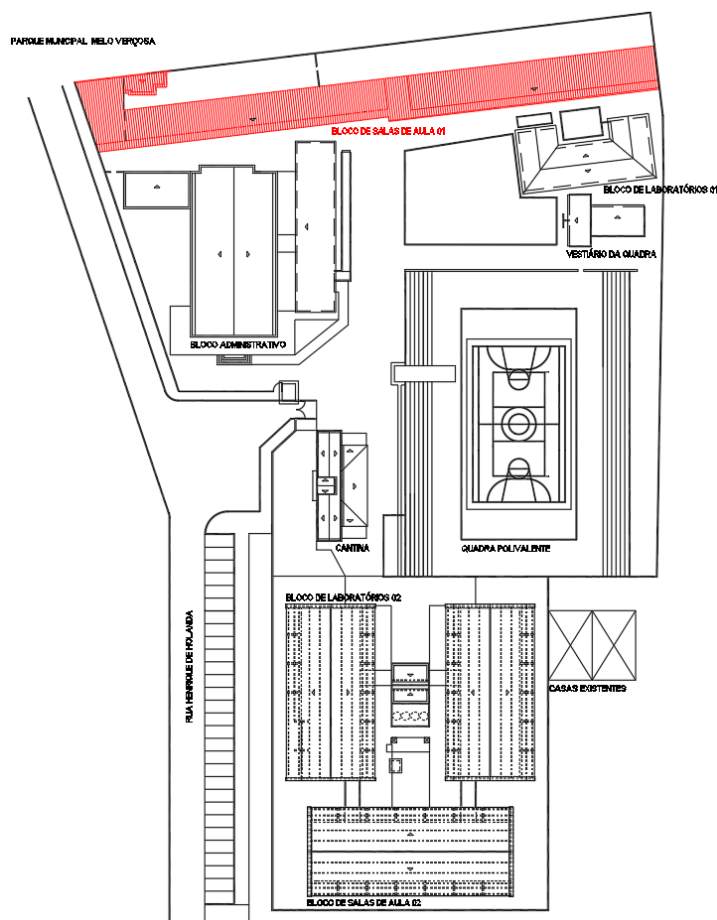 PARQUE MUNICIPAL MELO VERÇOSA
BLOCO DE SALAS DE AULA 01
BLOCO DE LABORATÓRIOS 01
VESTIÁRIO DA QUADRA
BLOCO ADMINISTRATIVO
CANTINA
QUADRA POLIVALENTE
BLOCO DE LABORATÓRIOS 02
RUA HENRIQUE DE HOLANDA
CASAS EXISTENTES
BLOCO DE SALAS DE AULA 02